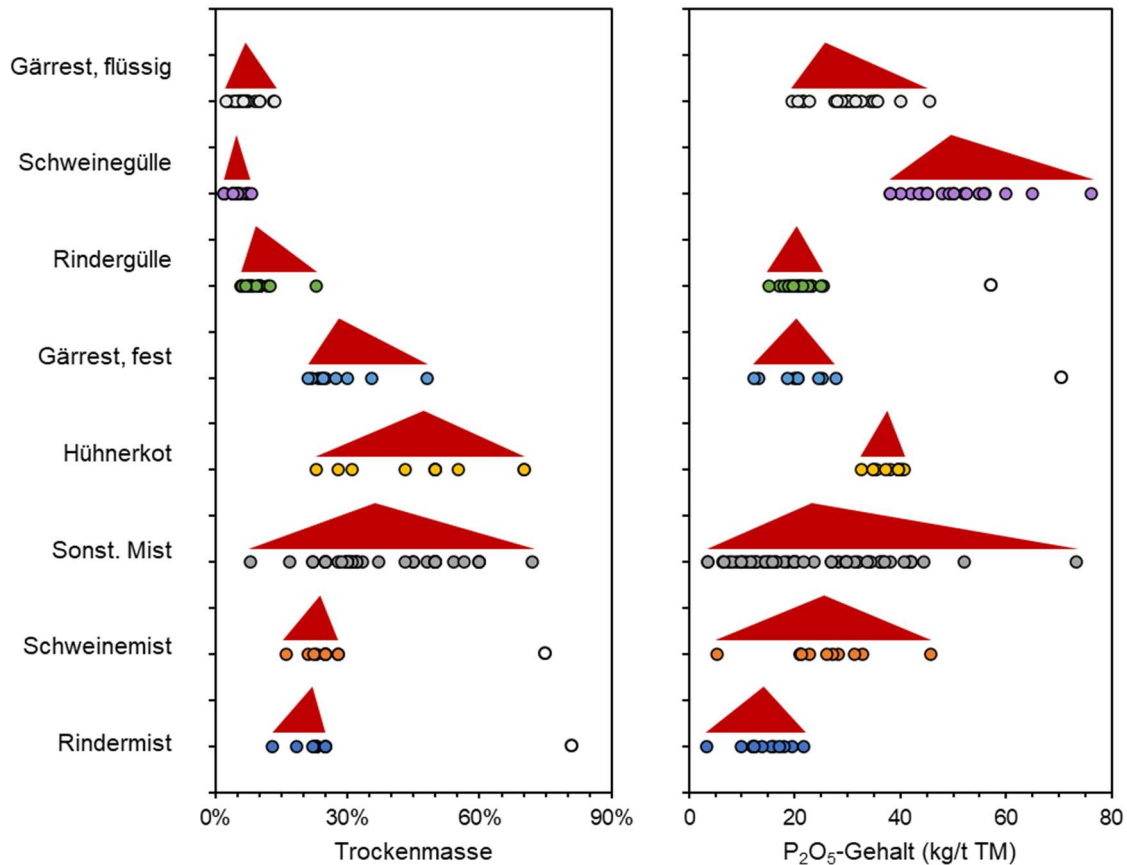 Gärrest, flüssig
Schweinegülle
Rindergülle
Gärrest, fest
Hühnerkot
Sonst. Mist
Schweinemist
Rindermist
0% 30% 60% 90%
Trockenmasse
0 20 40 60 80
P₂O₅-Gehalt (kg/t TM)